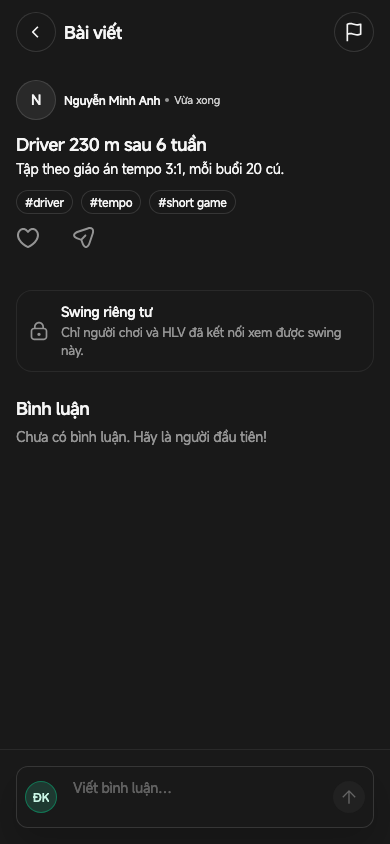 Bài viết
N
Nguyễn Minh Anh • Vừa xong
Driver 230 m sau 6 tuần
Tập theo giáo án tempo 3:1, mỗi buổi 20 cú.
#driver #tempo #short game
Swing riêng tư
Chỉ người chơi và HLV đã kết nối xem được swing
này.
Bình luận
Chưa có bình luận. Hãy là người đầu tiên!
ĐK
Viết bình luận...